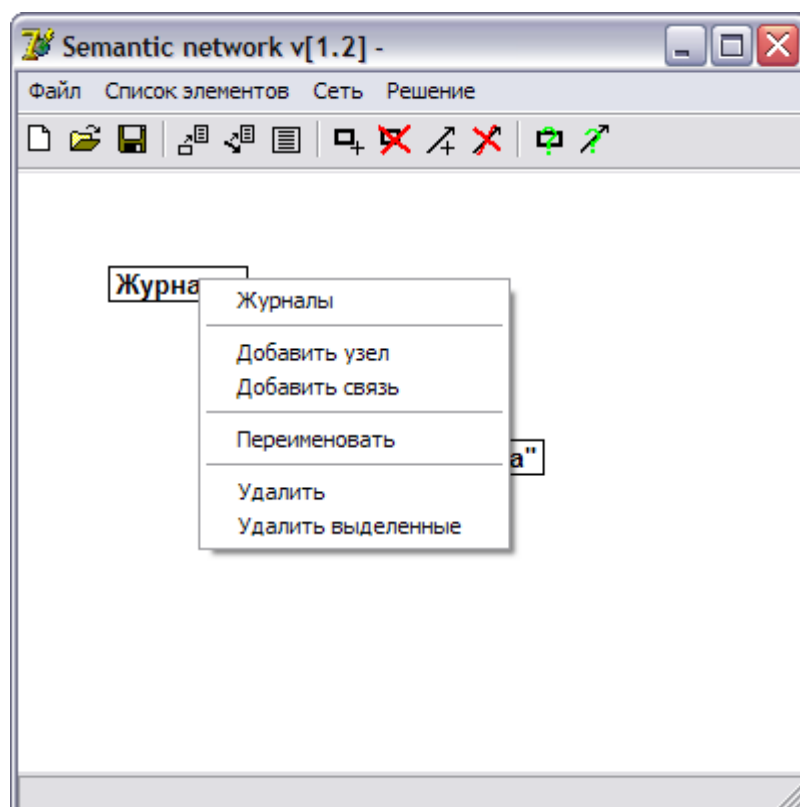 Semantic network v[1.2] -
Файл Список элементов Сеть Решение
Журна
Журналы
Добавить узел
Добавить связь
Переименовать
а"
Удалить
Удалить выделенные